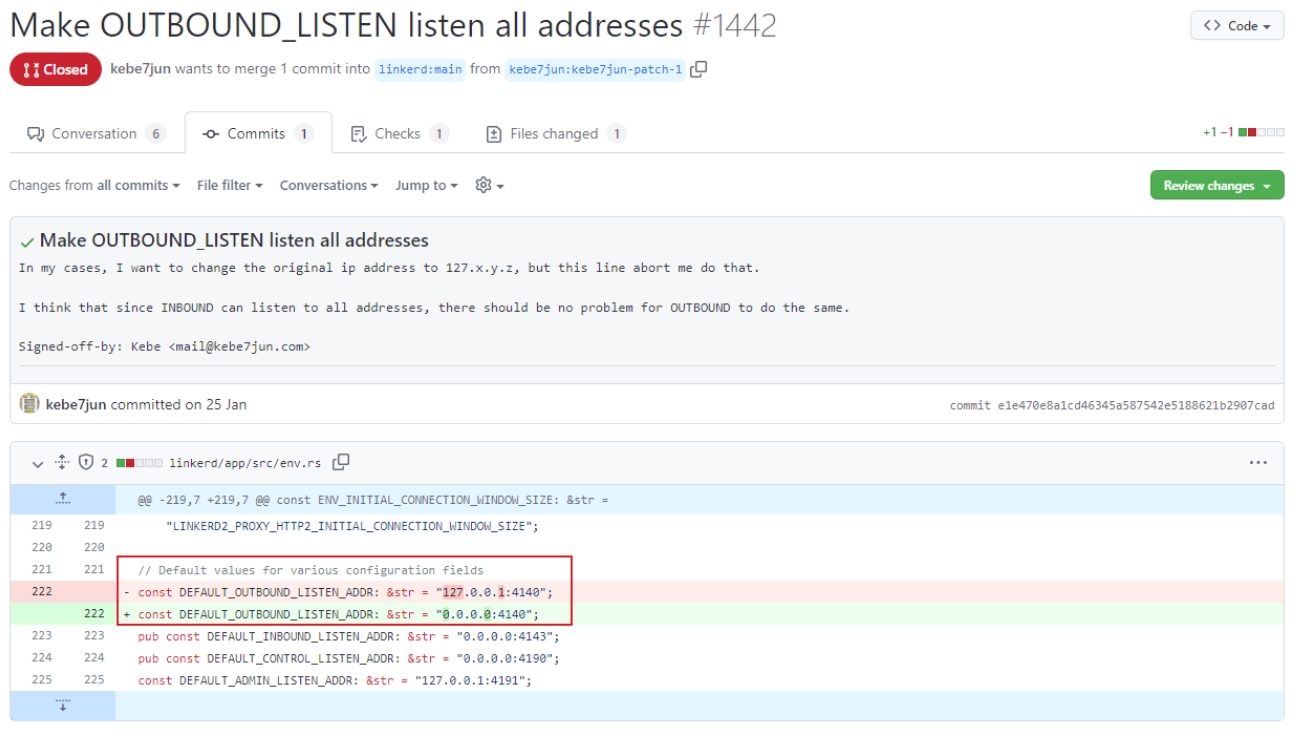 Make OUTBOUND_LISTEN listen all addresses #1442
<> Code
Closed kebe7jun wants to merge 1 commit into linkerd:main from kebe7jun:kebe7jun-patch-1
Conversation 6 Commits 1 Checks 1 Files changed 1 +1 −1
Changes from all commits File filter Conversations Jump to Review changes
Make OUTBOUND_LISTEN listen all addresses
In my cases, I want to change the original ip address to 127.x.y.z, but this line abort me do that.
I think that since INBOUND can listen to all addresses, there should be no problem for OUTBOUND to do the same.
Signed-off-by: Kebe <mail@kebe7jun.com>
kebe7jun committed on 25 Jan commit e1e470e8a1cd46345a587542e5188621b2907cad
2 linkerd/app/src/env.rs ...
@@ -219,7 +219,7 @@ const ENV_INITIAL_CONNECTION_WINDOW_SIZE: &str =
219 219 "LINKERD2_PROXY_HTTP2_INITIAL_CONNECTION_WINDOW_SIZE";
220 220
221 221 // Default values for various configuration fields
222 - const DEFAULT_OUTBOUND_LISTEN_ADDR: &str = "127.0.0.1:4140";
222 + const DEFAULT_OUTBOUND_LISTEN_ADDR: &str = "0.0.0.0:4140";
223 223 pub const DEFAULT_INBOUND_LISTEN_ADDR: &str = "0.0.0.0:4143";
224 224 pub const DEFAULT_CONTROL_LISTEN_ADDR: &str = "0.0.0.0:4190";
225 225 const DEFAULT_ADMIN_LISTEN_ADDR: &str = "127.0.0.1:4191";